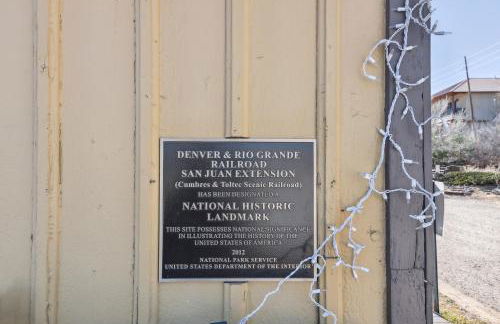 DENVER & RIO GRANDE
RAILROAD
SAN JUAN EXTENSION
(Cumbres & Toltec Scenic Railroad)
HAS BEEN DESIGNATED A
NATIONAL HISTORIC
LANDMARK
THIS SITE POSSESSES NATIONAL SIGNIFICANCE
IN ILLUSTRATING THE HISTORY OF THE
UNITED STATES OF AMERICA
2012
NATIONAL PARK SERVICE
UNITED STATES DEPARTMENT OF THE INTERIOR